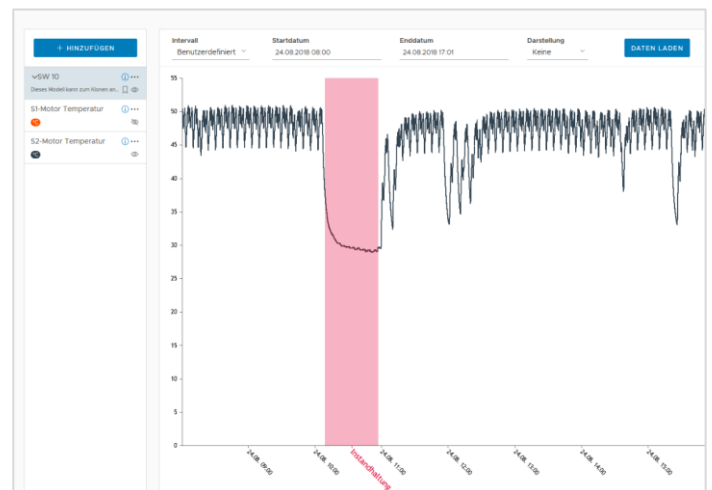 + HINZUFÜGEN
SW 10
Dieses Modell kann zum Klonen an...
S1-Motor Temperatur
°C
S2-Motor Temperatur
°C
Intervall
Benutzerdefiniert
Startdatum
24.08.2018 08:00
Enddatum
24.08.2018 17:01
Darstellung
Keine
DATEN LADEN
55
50
45
40
35
30
25
20
15
10
5
0
24.08. 09:00
24.08. 10:00
Instandhaltung
24.08. 11:00
24.08. 12:00
24.08. 13:00
24.08. 14:00
24.08. 15:00